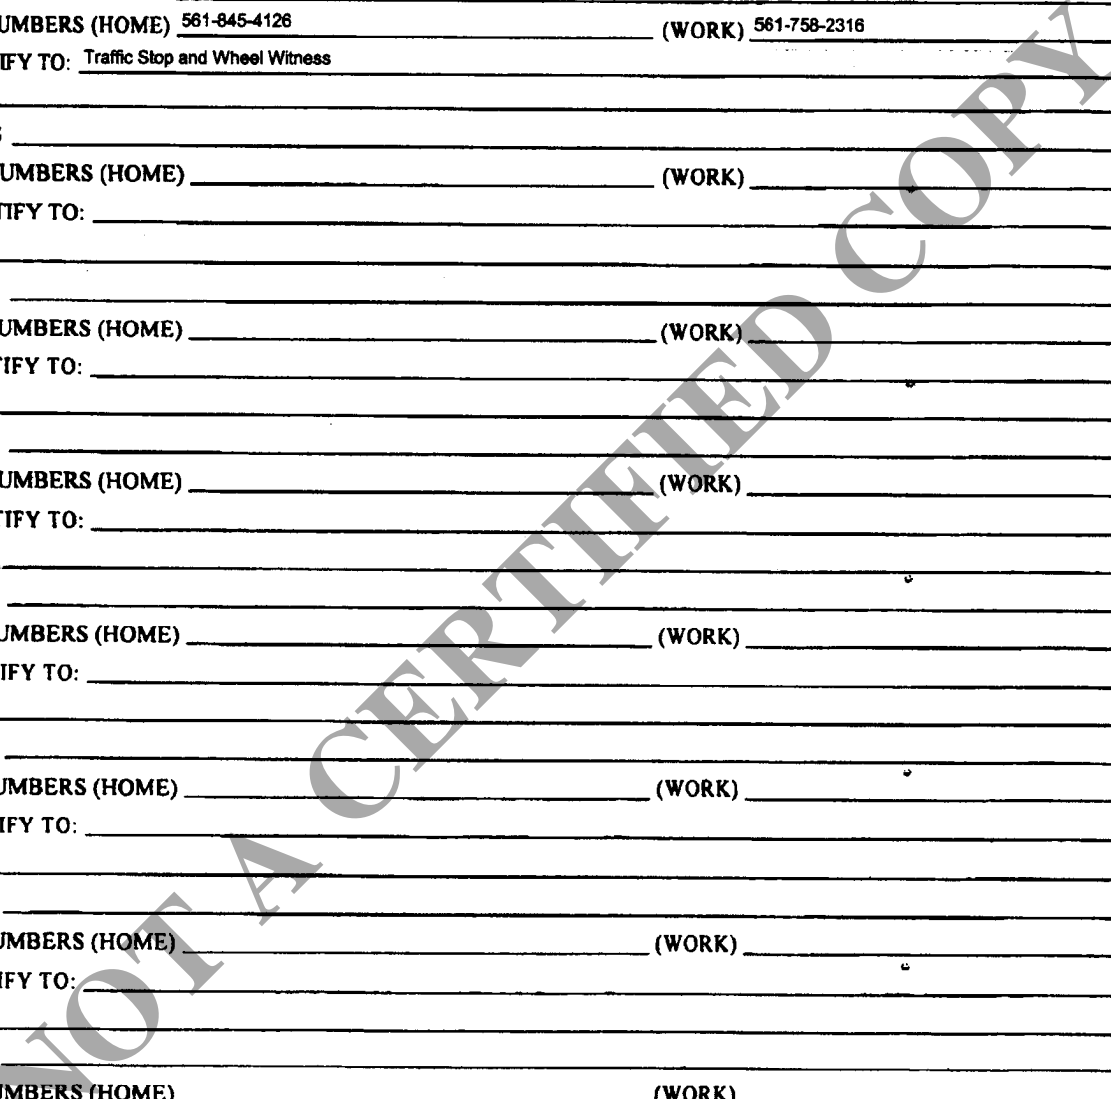 UMBERS (HOME) 561-845-4126 (WORK) 561-758-2316
IFY TO: Traffic Stop and Wheel Witness
UMBERS (HOME) (WORK)
TIFY TO:
UMBERS (HOME) (WORK)
TIFY TO:
UMBERS (HOME) (WORK)
TIFY TO:
UMBERS (HOME) (WORK)
IFY TO:
UMBERS (HOME) (WORK)
IFY TO:
UMBERS (HOME) (WORK)
IFY TO:
UMBERS (HOME) (WORK)
NOT A CERTIFIED COPY